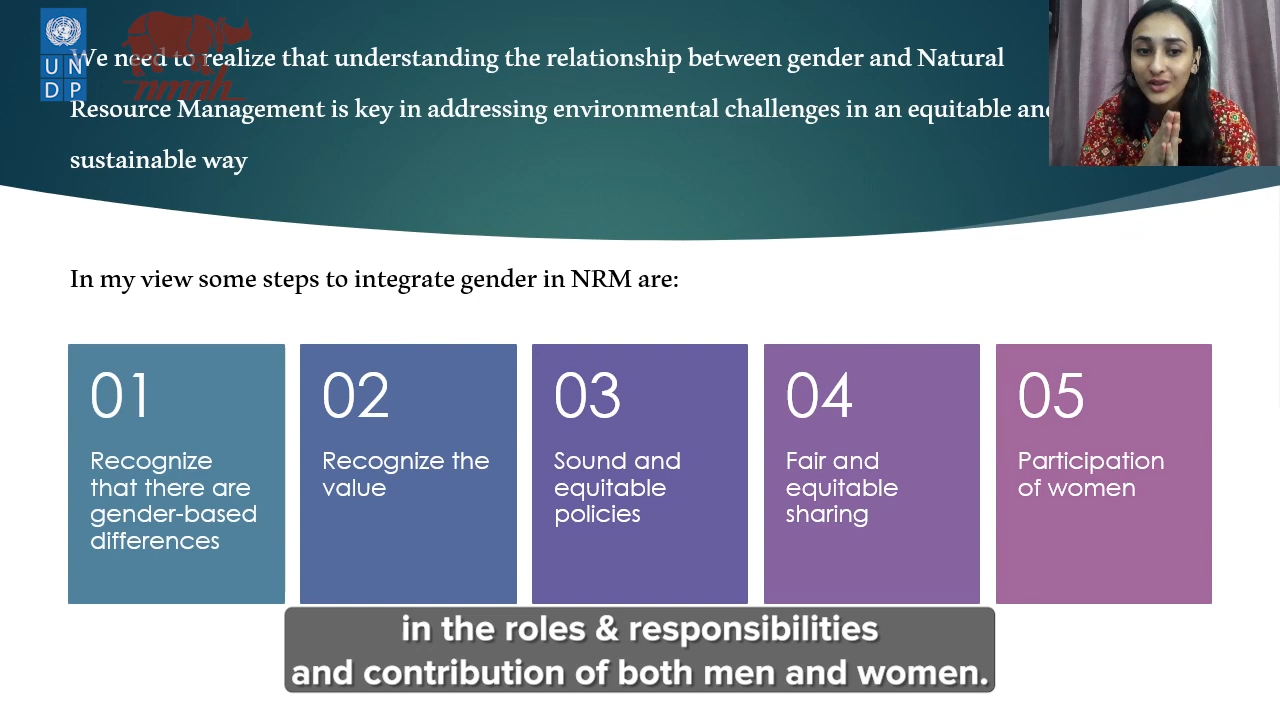 UN
DP
nmnh
We need to realize that understanding the relationship between gender and Natural
Resource Management is key in addressing environmental challenges in an equitable and
sustainable way
In my view some steps to integrate gender in NRM are:
01
Recognize
that there are
gender-based
differences
02
Recognize the
value
03
Sound and
equitable
policies
04
Fair and
equitable
sharing
05
Participation
of women
in the roles & responsibilities
and contribution of both men and women.